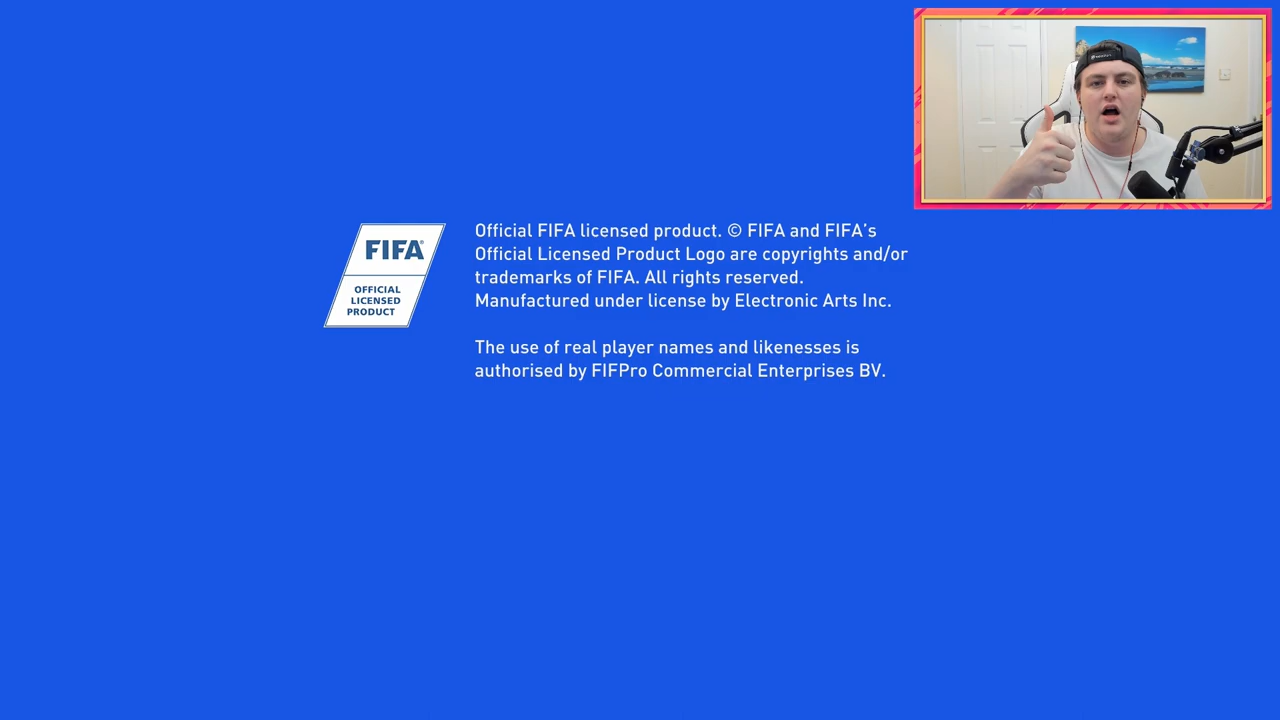 FIFA
OFFICIAL
LICENSED
PRODUCT
Official FIFA licensed product. © FIFA and FIFA's
Official Licensed Product Logo are copyrights and/or
trademarks of FIFA. All rights reserved.
Manufactured under license by Electronic Arts Inc.
The use of real player names and likenesses is
authorised by FIFPro Commercial Enterprises BV.